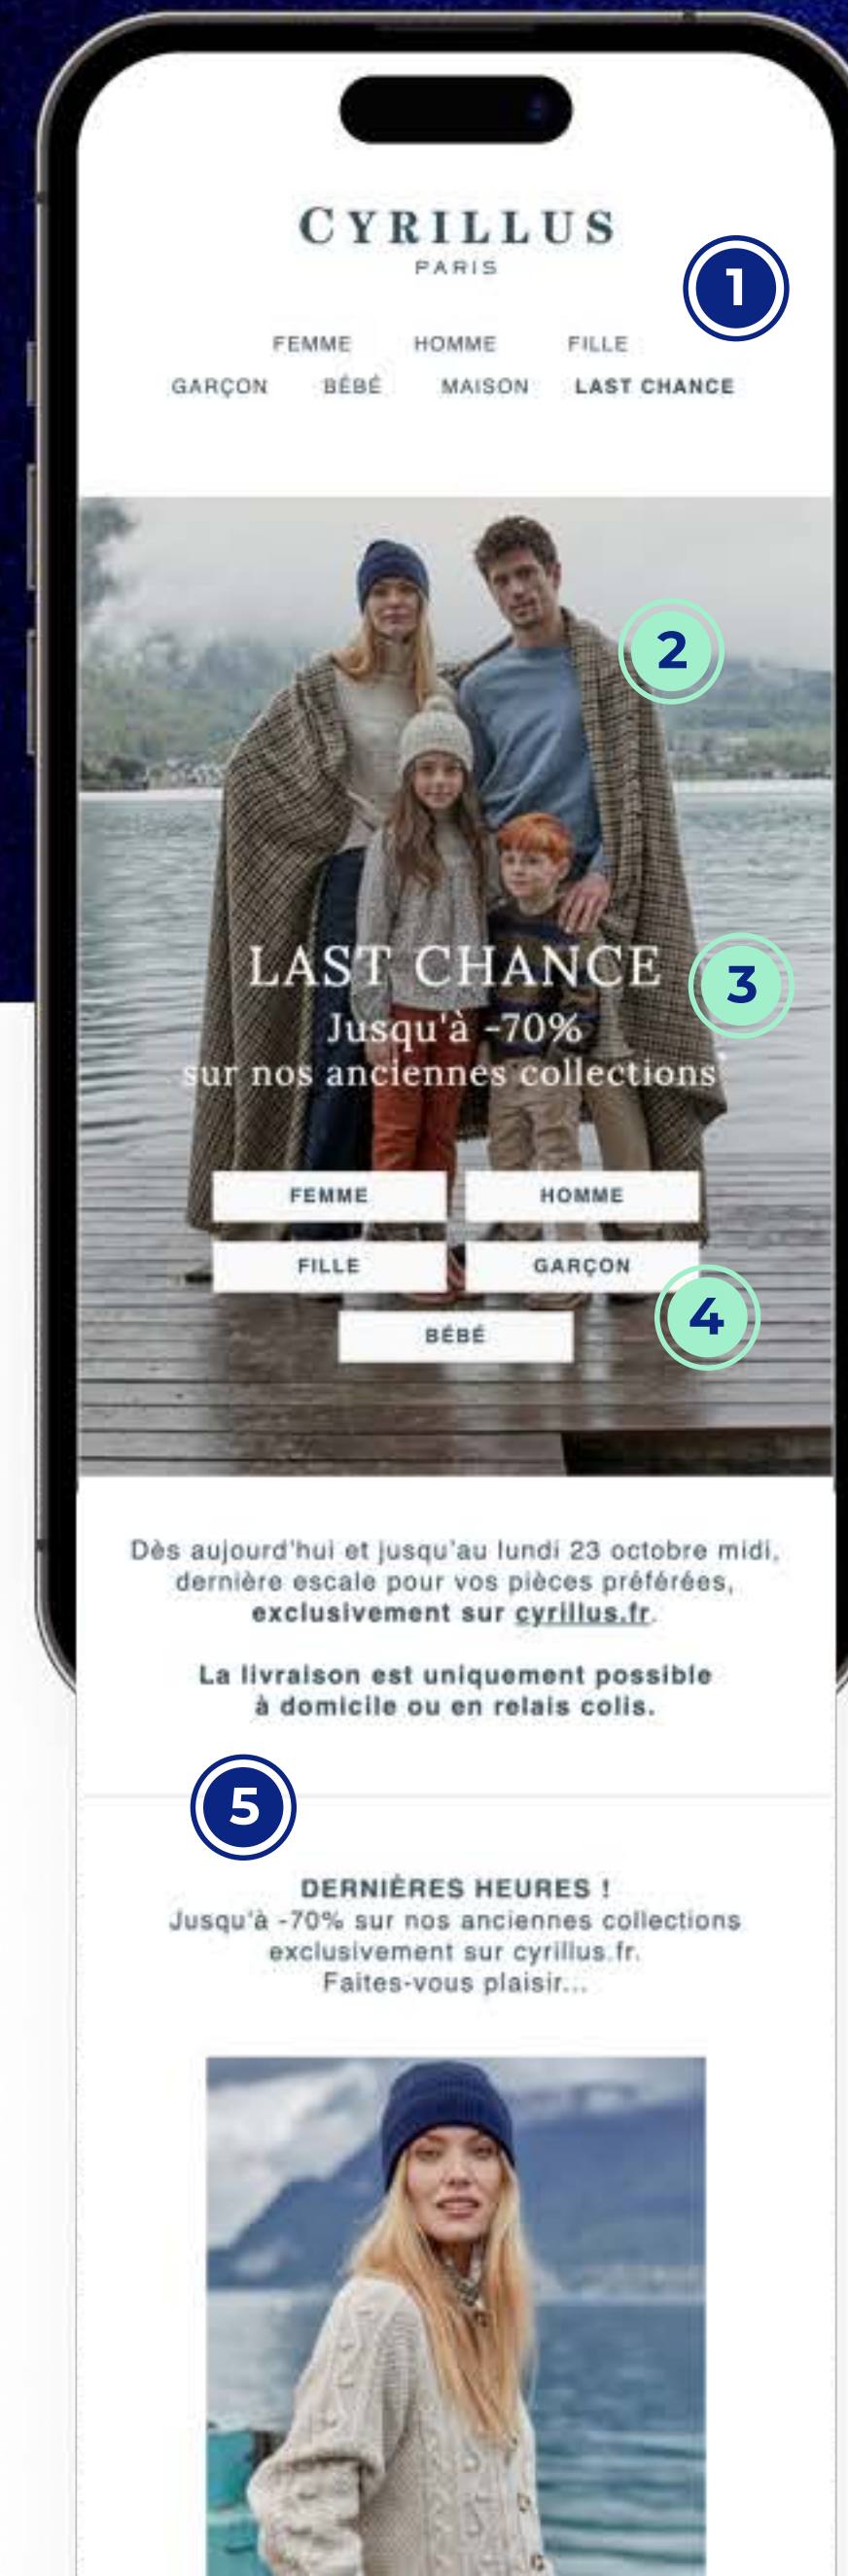 CYRILLUS
PARIS
1
FEMME HOMME FILLE
GARÇON BÉBÉ MAISON LAST CHANCE
2
LAST CHANCE
3
Jusqu'à -70%
sur nos anciennes collections
FEMME HOMME
FILLE GARÇON
4
BÉBÉ
Dès aujourd'hui et jusqu'au lundi 23 octobre midi,
dernière escale pour vos pièces préférées,
exclusivement sur cyrillus.fr.
La livraison est uniquement possible
à domicile ou en relais colis.
5
DERNIÈRES HEURES !
Jusqu'à -70% sur nos anciennes collections
exclusivement sur cyrillus.fr.
Faites-vous plaisir...